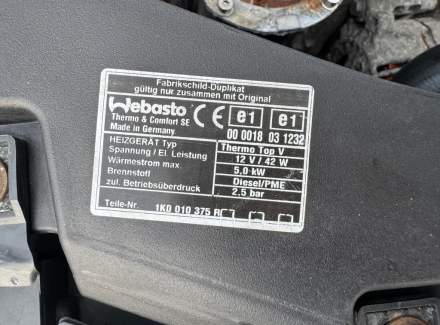 Fabrikschild-Duplikat
gültig nur zusammen mit Original
Webasto CE e1 e1
Thermo & Comfort SE 00 0018 03 1232
Made in Germany
HEIZGERÄT Typ Thermo Top V
Spannung / El. Leistung 12 V / 42 W
Wärmestrom max. 5,0 kW
Brennstoff Diesel/PME
zul. Betriebsüberdruck 2.5 bar
Teile-Nr. 1K0 010 375 R